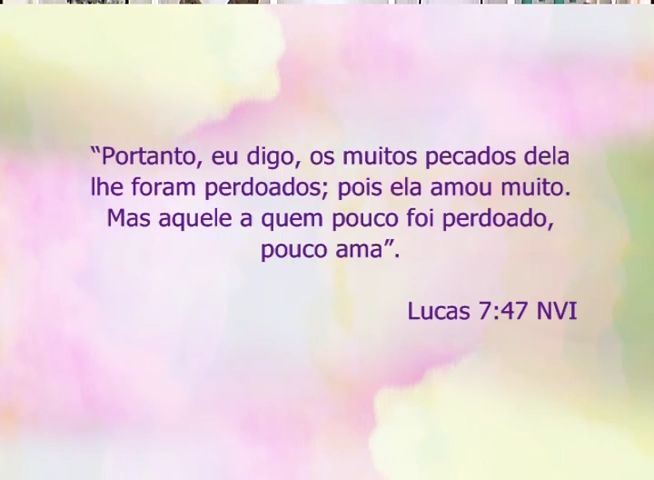 “Portanto, eu digo, os muitos pecados dela
lhe foram perdoados; pois ela amou muito.
Mas aquele a quem pouco foi perdoado,
pouco ama”.
Lucas 7:47 NVI